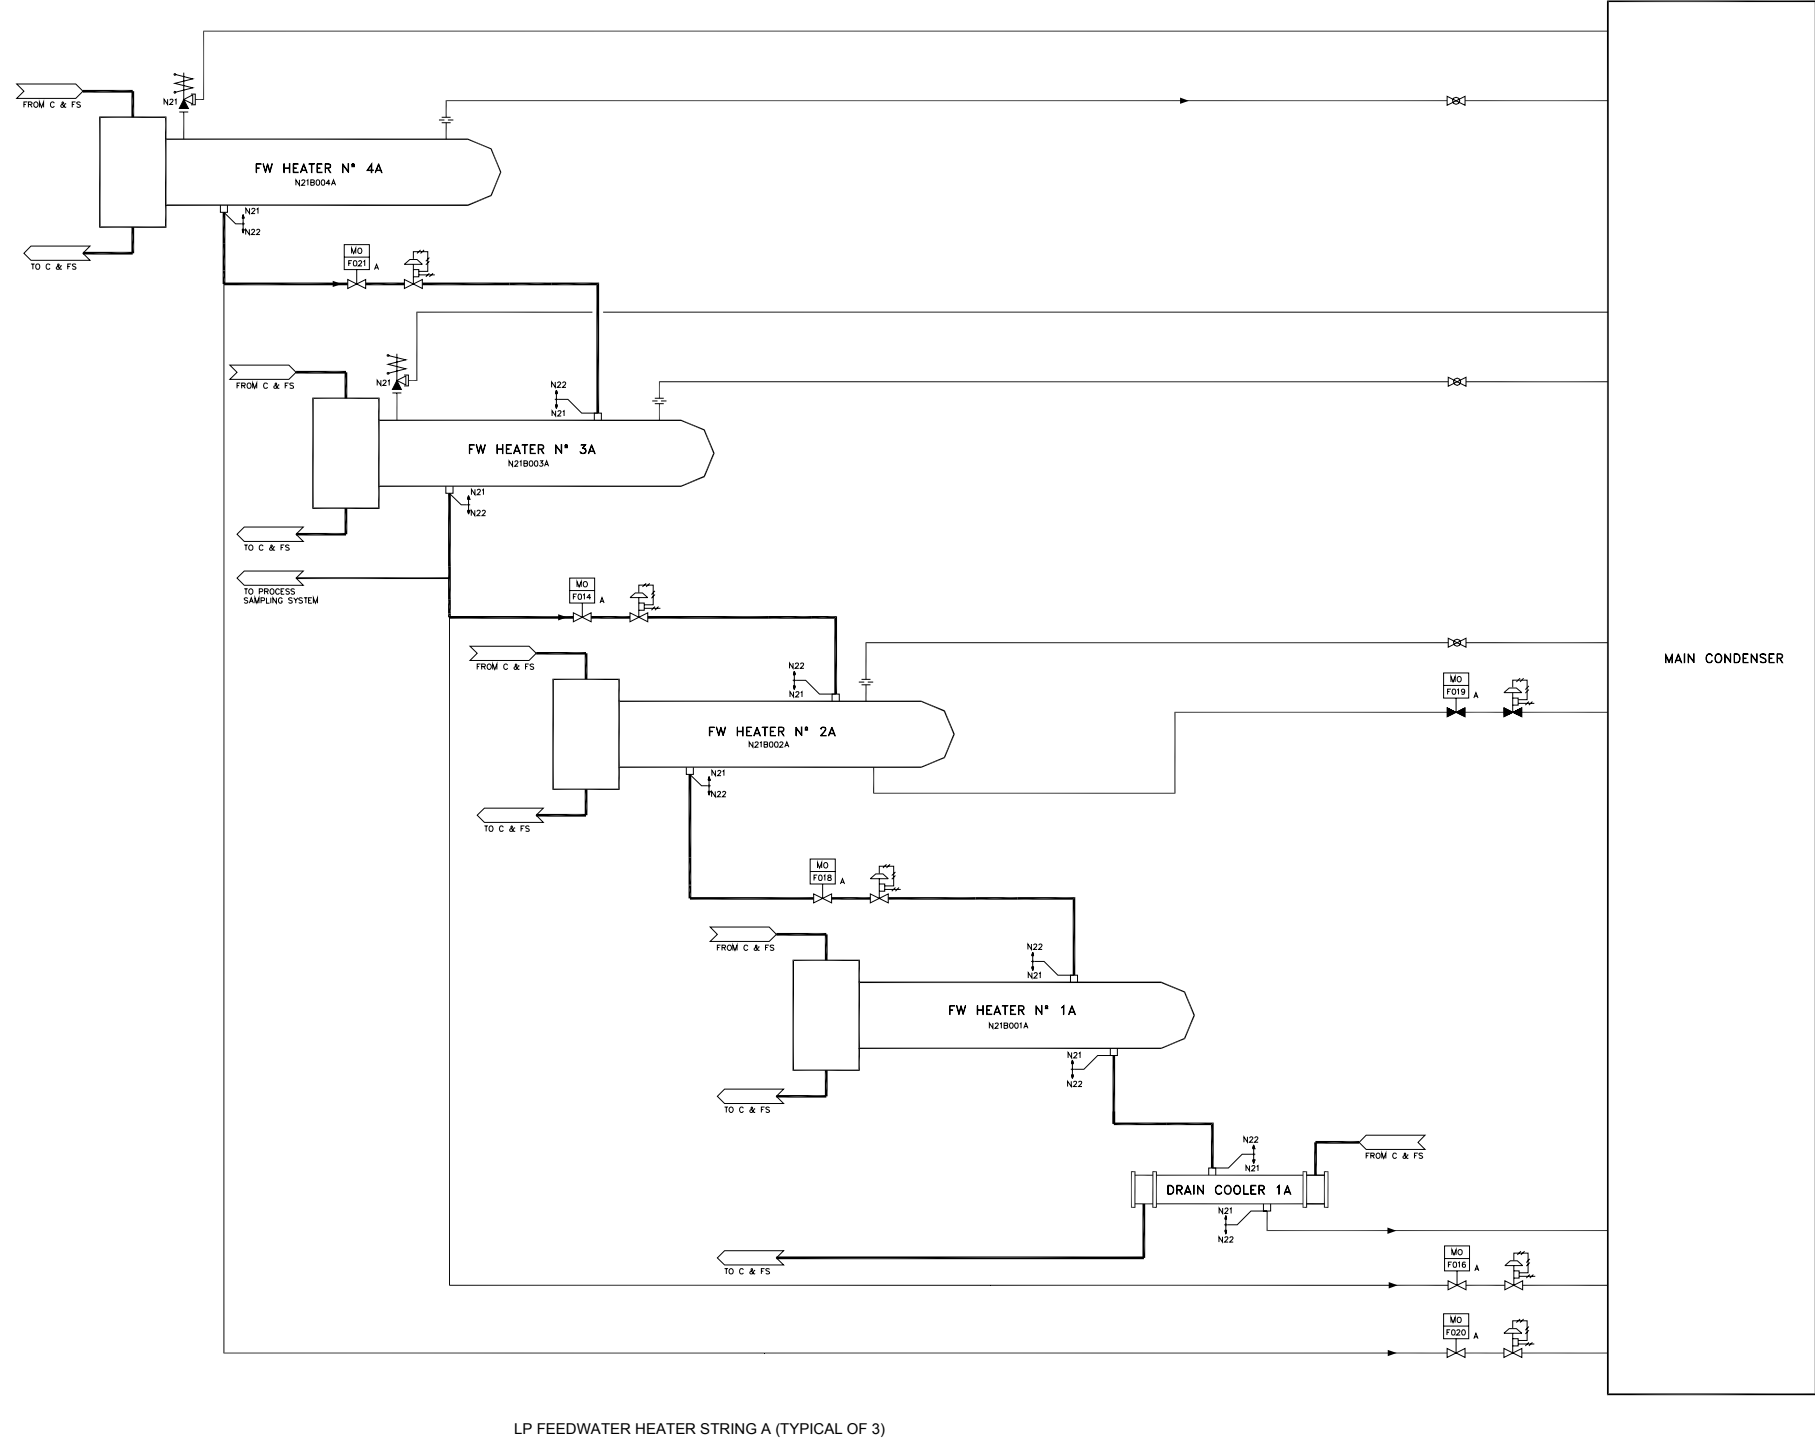 FROM C & FS
N21
FW HEATER Nº 4A
N21B004A
N21
N22
TO C & FS
MO
F021
A
FROM C & FS
N21
N22
N21
FW HEATER Nº 3A
N21B003A
N21
N22
TO C & FS
TO PROCESS
SAMPLING SYSTEM
MO
F014
A
FROM C & FS
N22
N21
MAIN CONDENSER
MO
F019
A
FW HEATER Nº 2A
N21B002A
N21
N22
TO C & FS
MO
F018
A
FROM C & FS
N22
N21
FW HEATER Nº 1A
N21B001A
N21
N22
TO C & FS
N22
N21
FROM C & FS
DRAIN COOLER 1A
N21
N22
TO C & FS
MO
F016
A
MO
F020
A
LP FEEDWATER HEATER STRING A (TYPICAL OF 3)